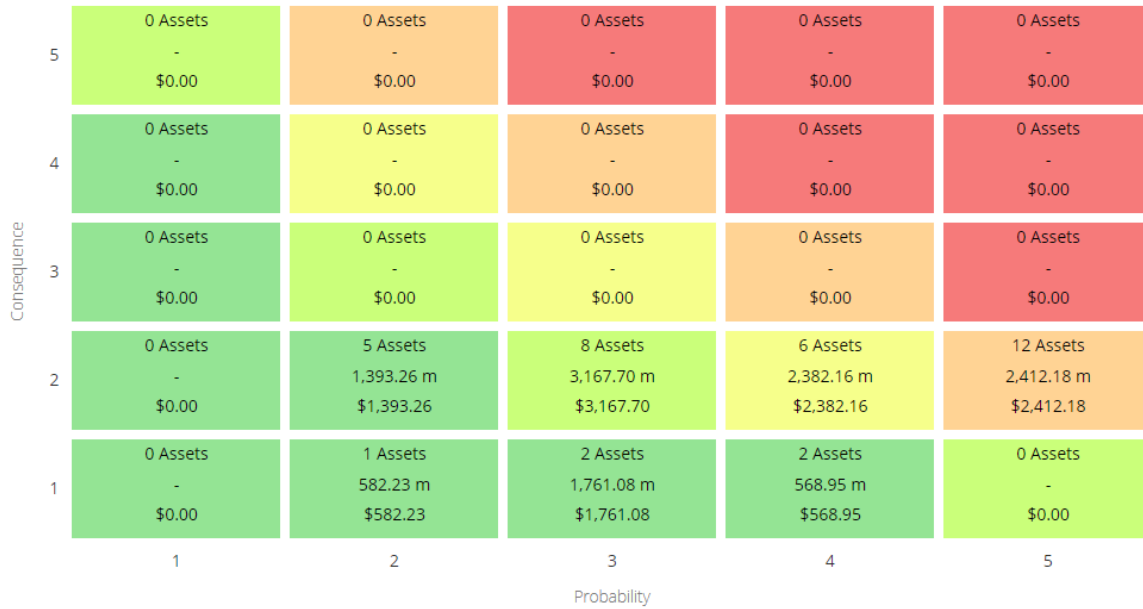 Consequence
5
0 Assets
-
$0.00
0 Assets
-
$0.00
0 Assets
-
$0.00
0 Assets
-
$0.00
0 Assets
-
$0.00
4
0 Assets
-
$0.00
0 Assets
-
$0.00
0 Assets
-
$0.00
0 Assets
-
$0.00
0 Assets
-
$0.00
3
0 Assets
-
$0.00
0 Assets
-
$0.00
0 Assets
-
$0.00
0 Assets
-
$0.00
0 Assets
-
$0.00
2
0 Assets
-
$0.00
5 Assets
1,393.26 m
$1,393.26
8 Assets
3,167.70 m
$3,167.70
6 Assets
2,382.16 m
$2,382.16
12 Assets
2,412.18 m
$2,412.18
1
0 Assets
-
$0.00
1 Assets
582.23 m
$582.23
2 Assets
1,761.08 m
$1,761.08
2 Assets
568.95 m
$568.95
0 Assets
-
$0.00
1
2
3
4
5
Probability